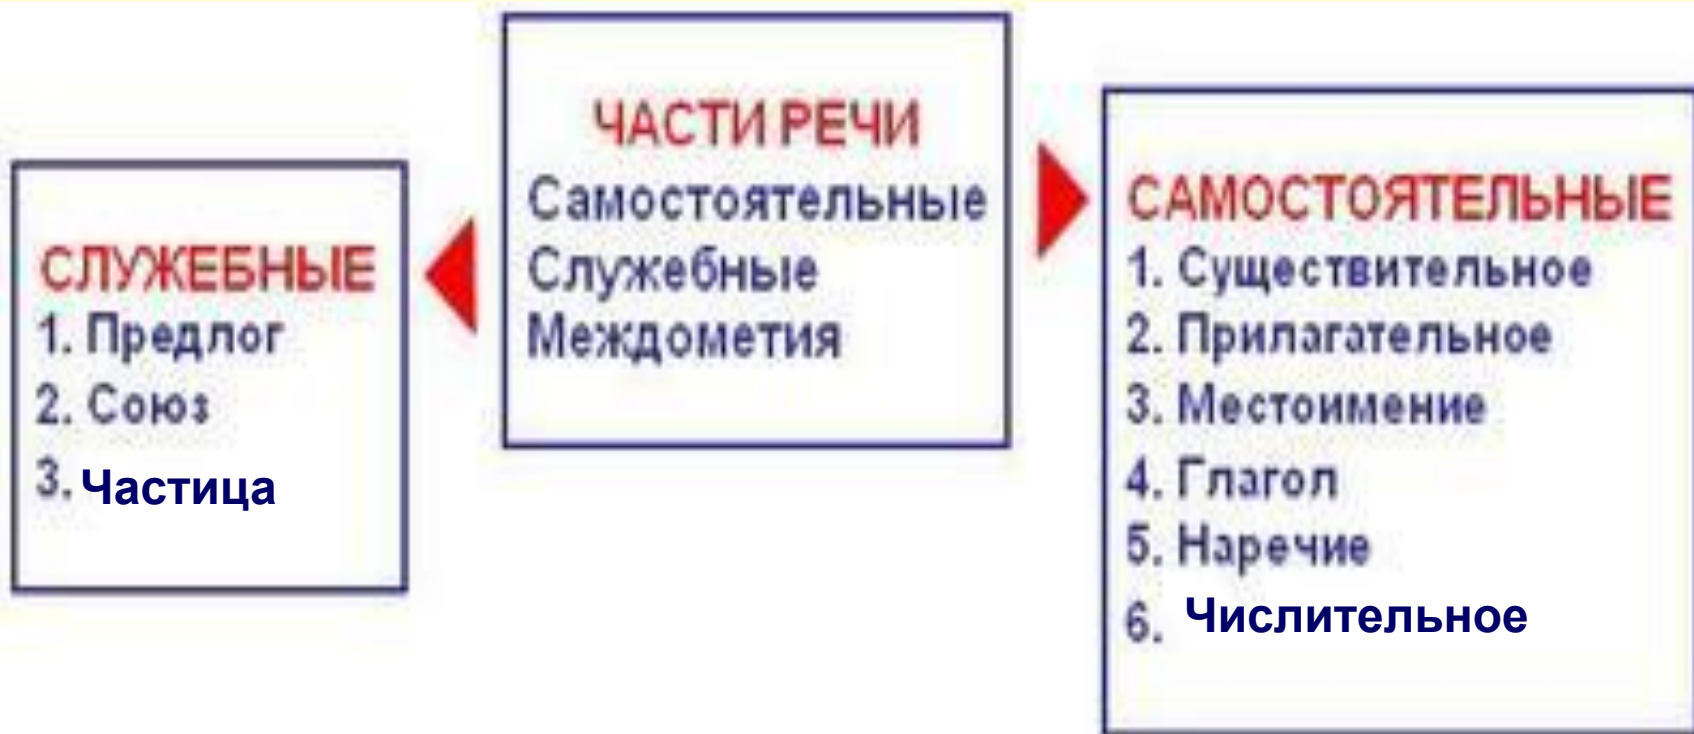 ЧАСТИ РЕЧИ
Самостоятельные
Служебные
Междометия
СЛУЖЕБНЫЕ
1. Предлог
2. Союз
3. Частица
САМОСТОЯТЕЛЬНЫЕ
1. Существительное
2. Прилагательное
3. Местоимение
4. Глагол
5. Наречие
6. Числительное